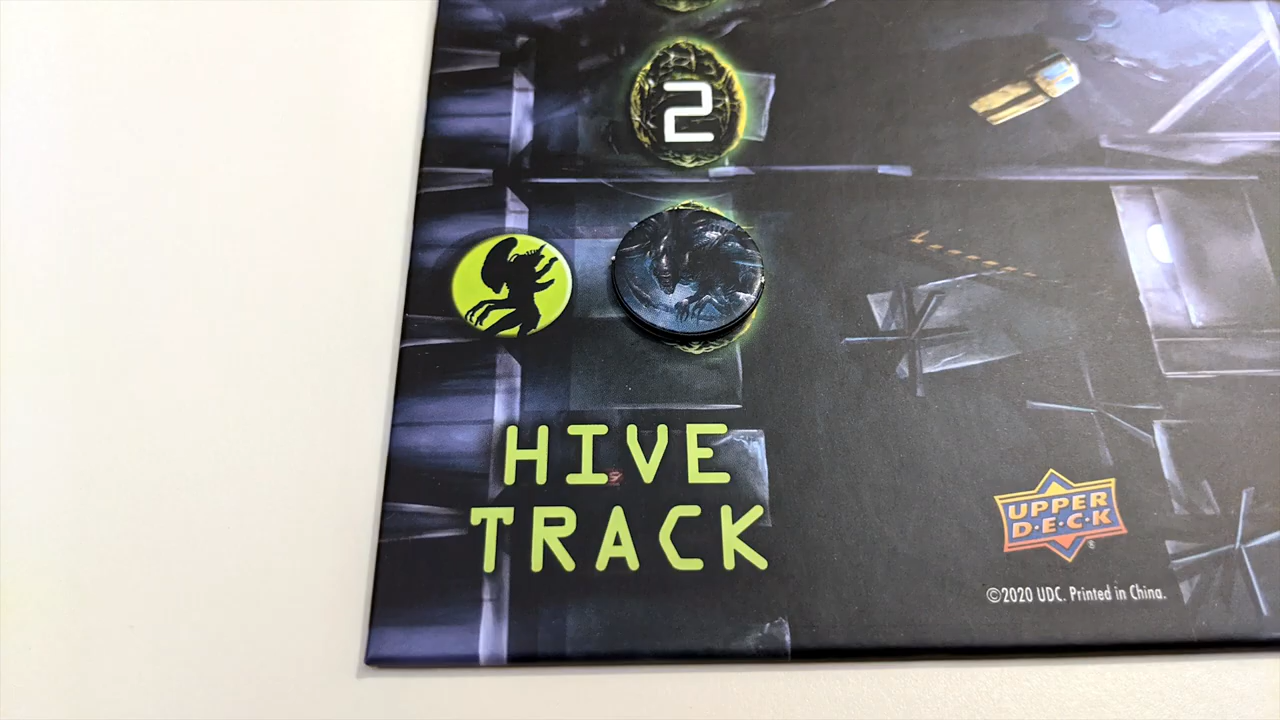 2
HIVE
TRACK
UPPER
D·E·C·K
®
©2020 UDC. Printed in China.